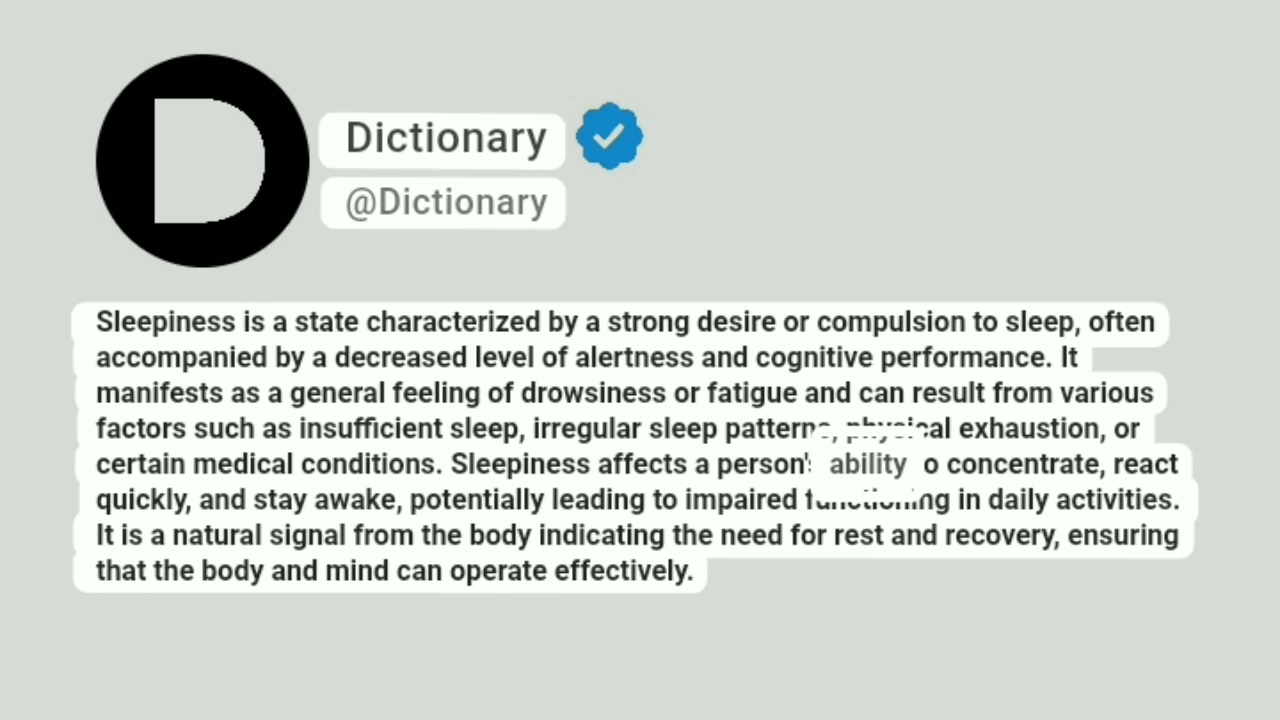 D
Dictionary
@Dictionary
Sleepiness is a state characterized by a strong desire or compulsion to sleep, often
accompanied by a decreased level of alertness and cognitive performance. It
manifests as a general feeling of drowsiness or fatigue and can result from various
factors such as insufficient sleep, irregular sleep patterns, physical exhaustion, or
certain medical conditions. Sleepiness affects a person's ability o concentrate, react
quickly, and stay awake, potentially leading to impaired functioning in daily activities.
It is a natural signal from the body indicating the need for rest and recovery, ensuring
that the body and mind can operate effectively.